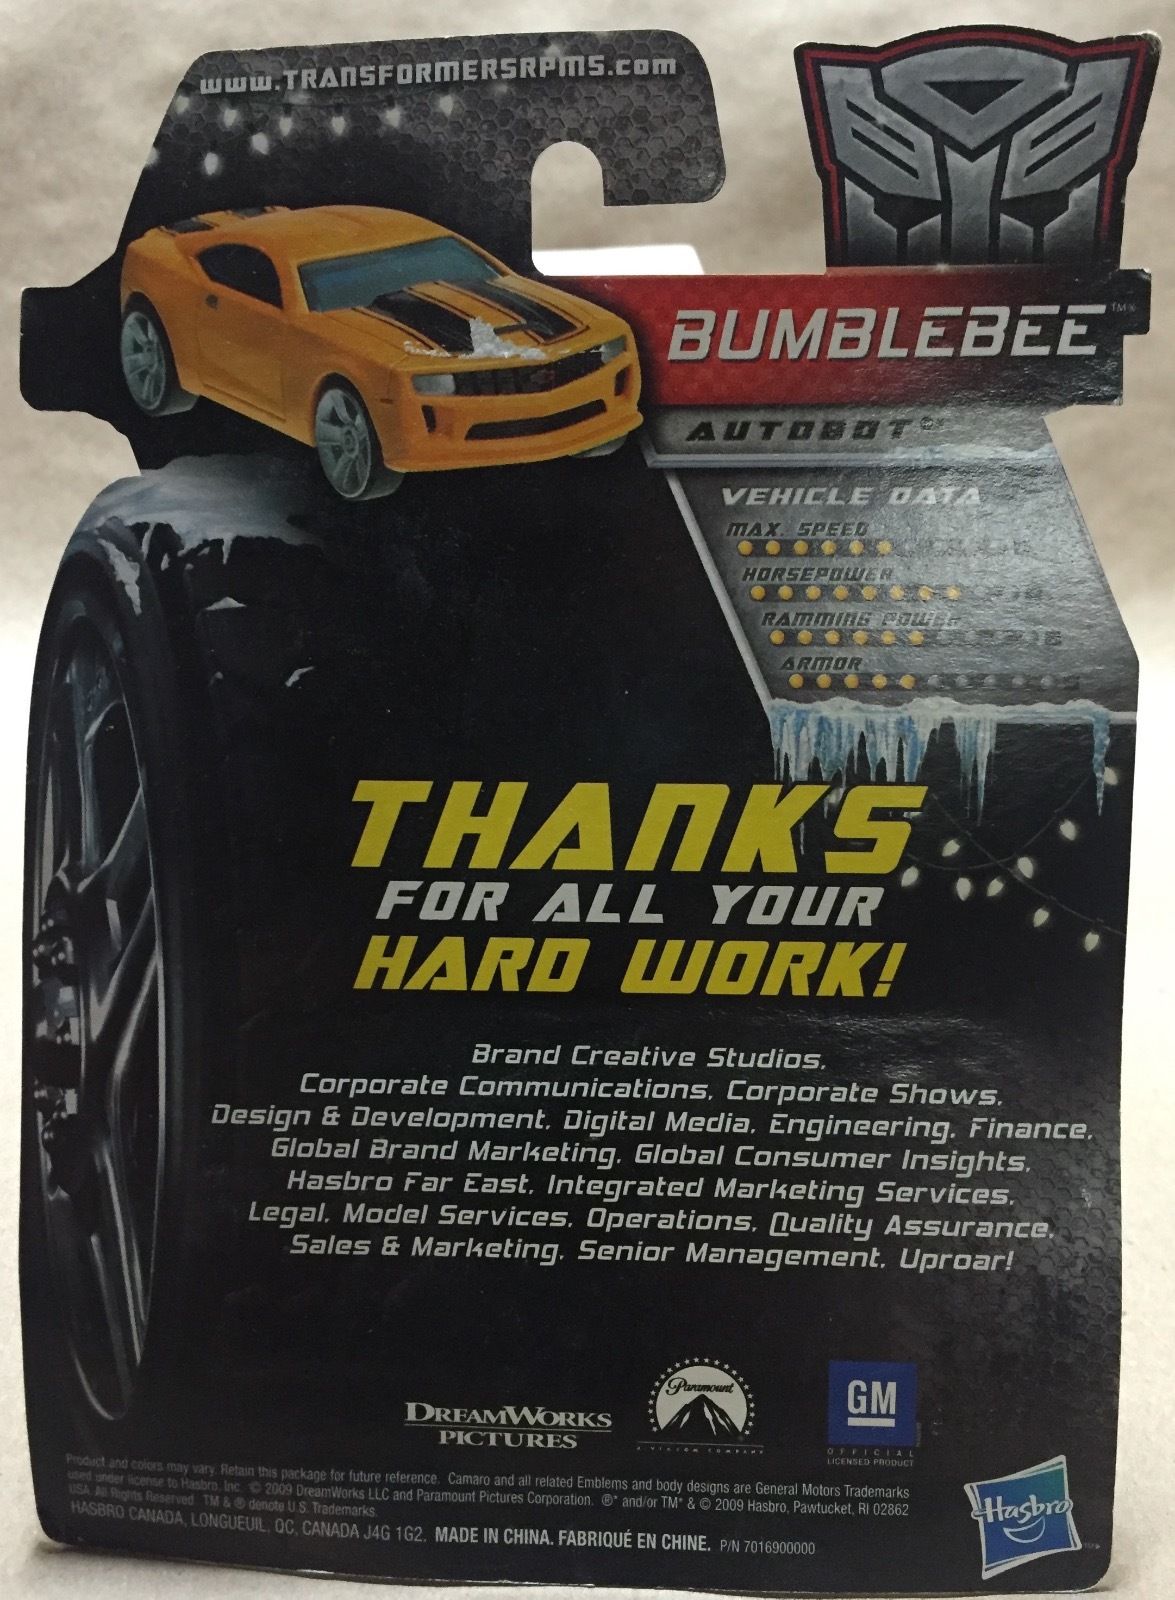 www.TRANSFORMERSRPMS.com
BUMBLEBEE™*
AUTOBOT®*
VEHICLE DATA
MAX. SPEED
HORSEPOWER
RAMMING POWER
ARMOR
THANKS
FOR ALL YOUR
HARD WORK!
Brand Creative Studios,
Corporate Communications, Corporate Shows,
Design & Development, Digital Media, Engineering, Finance,
Global Brand Marketing, Global Consumer Insights,
Hasbro Far East, Integrated Marketing Services,
Legal, Model Services, Operations, Quality Assurance,
Sales & Marketing, Senior Management, Uproar!
DREAMWORKS
PICTURES
Paramount
A VIACOM COMPANY
GM
OFFICIAL
LICENSED PRODUCT
Product and colors may vary. Retain this package for future reference. Camaro and all related Emblems and body designs are General Motors Trademarks
used under license to Hasbro, Inc. © 2009 DreamWorks LLC and Paramount Pictures Corporation. ®* and/or TM* & © 2009 Hasbro, Pawtucket, RI 02862
USA. All Rights Reserved. TM & ® denote U.S. Trademarks.
HASBRO CANADA, LONGUEUIL, QC, CANADA J4G 1G2. MADE IN CHINA. FABRIQUÉ EN CHINE. P/N 7016900000
Hasbro